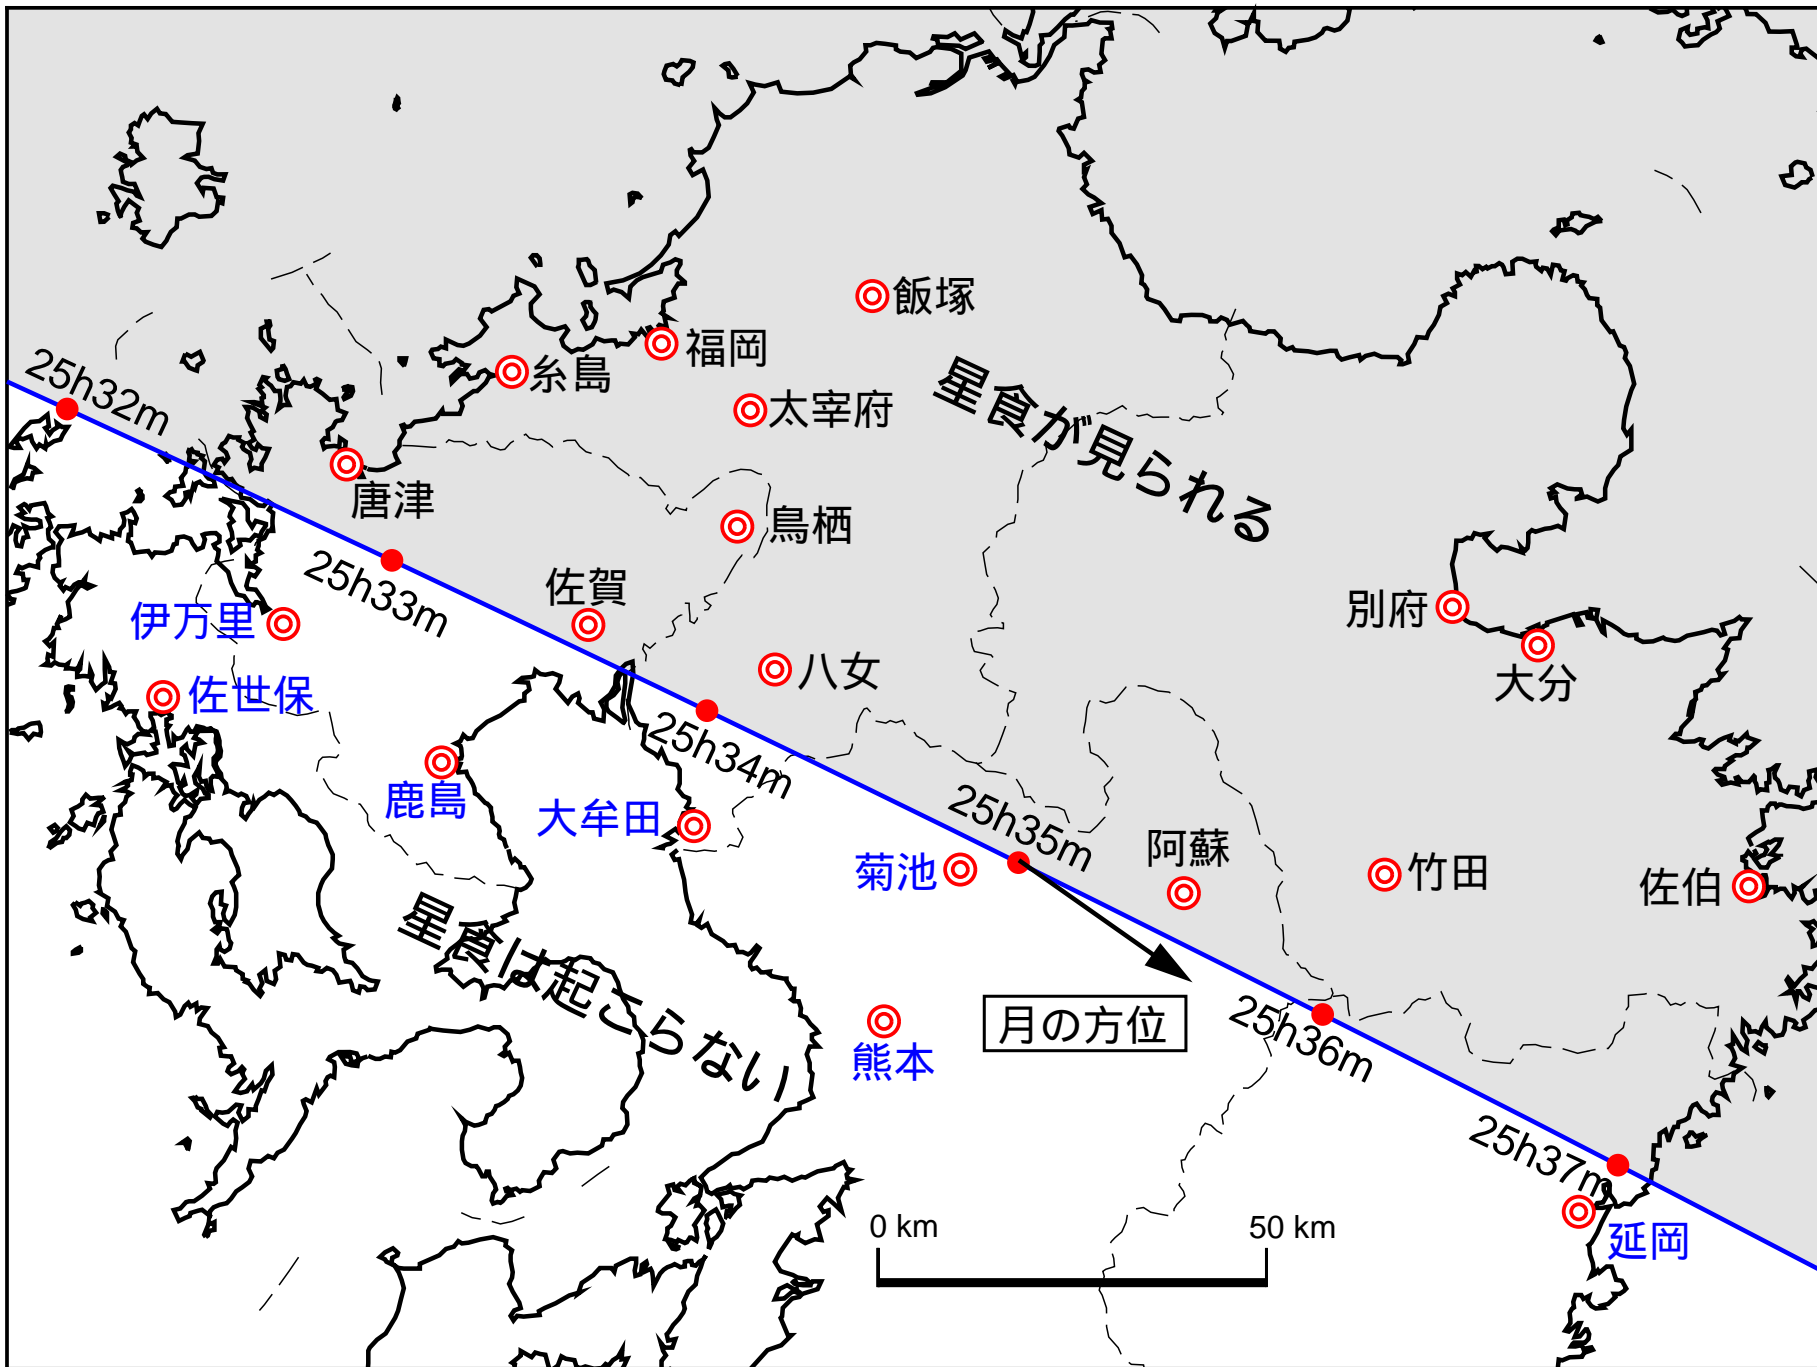 飯塚
福岡
糸島
太宰府
星食が見られる
25h32m
唐津
鳥栖
25h33m
佐賀
伊万里
別府
八女
大分
佐世保
25h34m
鹿島
大牟田
25h35m
阿蘇
菊池
竹田
佐伯
星食は起こらない
月の方位
熊本
25h36m
25h37m
延岡
0 km
50 km